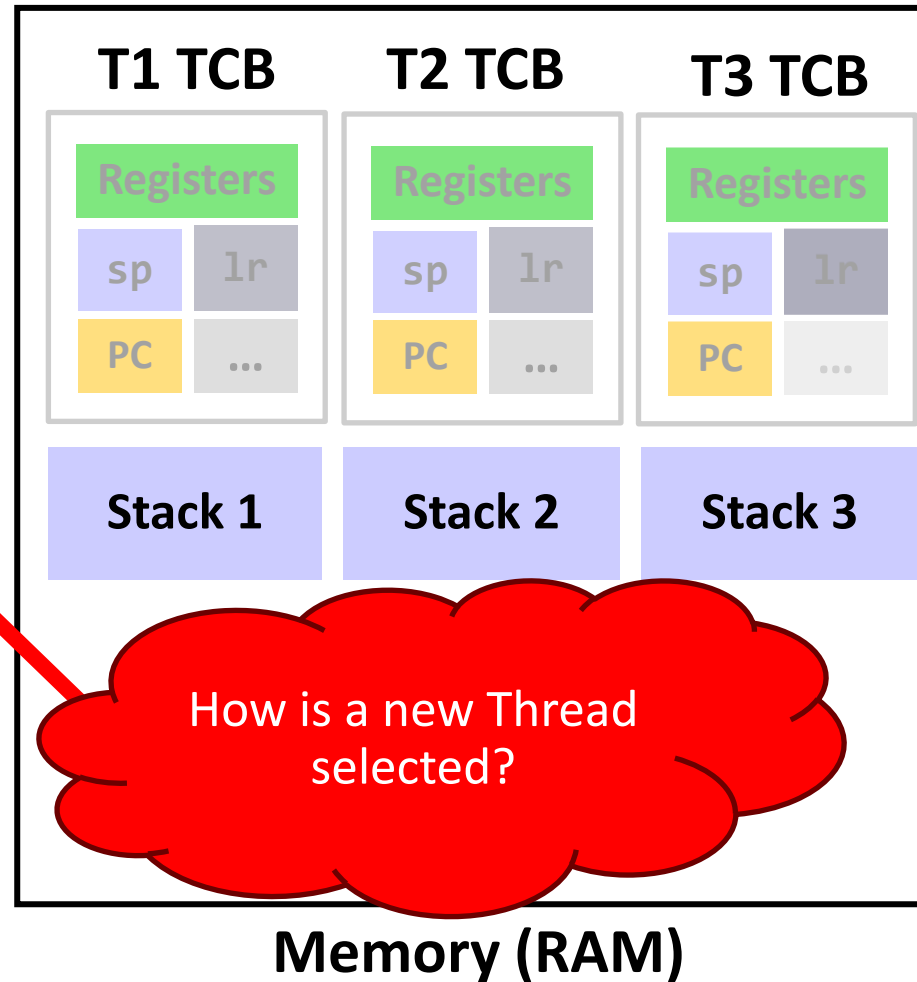 T1 TCB
T2 TCB
T3 TCB
Registers
Registers
Registers
sp
lr
sp
lr
sp
lr
PC
...
PC
...
PC
...
Stack 1
Stack 2
Stack 3
How is a new Thread
selected?
Memory (RAM)